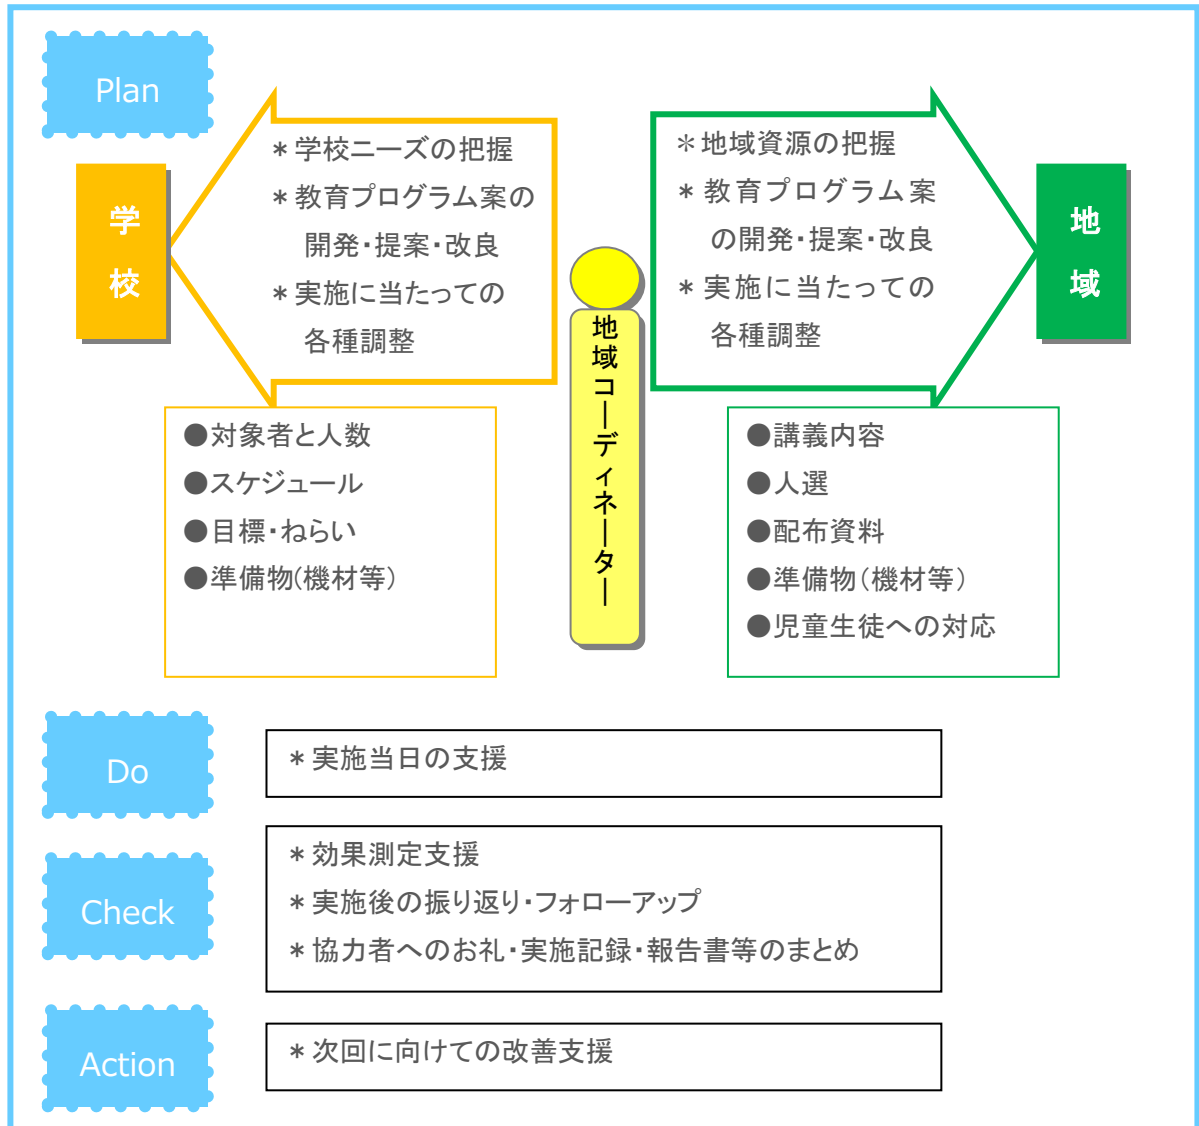 Plan
学
校
＊学校ニーズの把握
＊教育プログラム案の
開発・提案・改良
＊実施に当たっての
各種調整
＊地域資源の把握
＊教育プログラム案
の開発・提案・改良
＊実施に当たっての
各種調整
地
域
地域コーディネーター
●対象者と人数
●スケジュール
●目標・ねらい
●準備物(機材等）
●講義内容
●人選
●配布資料
●準備物（機材等）
●児童生徒への対応
Do
＊実施当日の支援
Check
＊効果測定支援
＊実施後の振り返り・フォローアップ
＊協力者へのお礼・実施記録・報告書等のまとめ
Action
＊次回に向けての改善支援